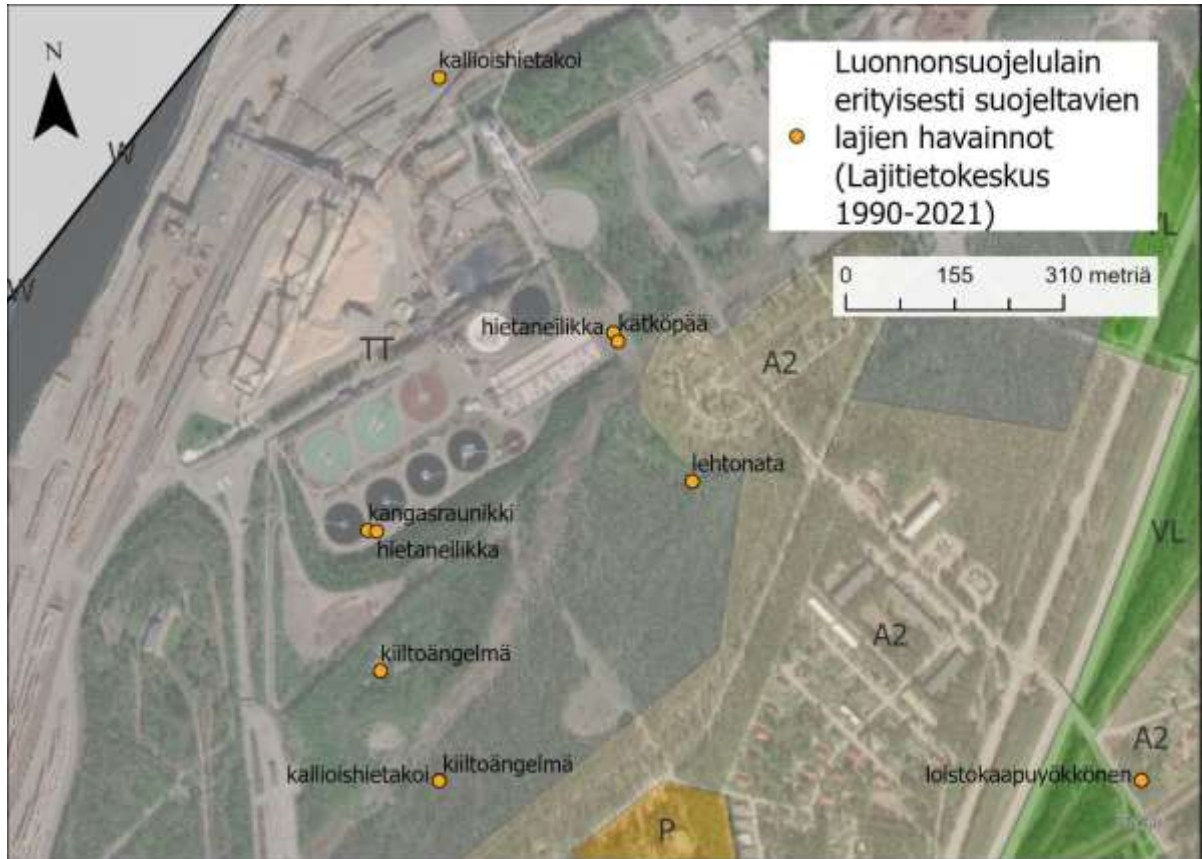 N
kallioishietakoi
Luonnonsuojelulain
erityisesti suojeltavien
lajien havainnot
(Lajitietokeskus
1990-2021)
W
VL
0 155 310 metriä
W
hietaneilikka kätköpää
TT
A2
lehtonata
kangasraunikki
hietaneilikka
VL
A2
kiiltoängelmä
A2
kallioishietakoi kiiltoängelmä
loistokaapuyökkönen
P